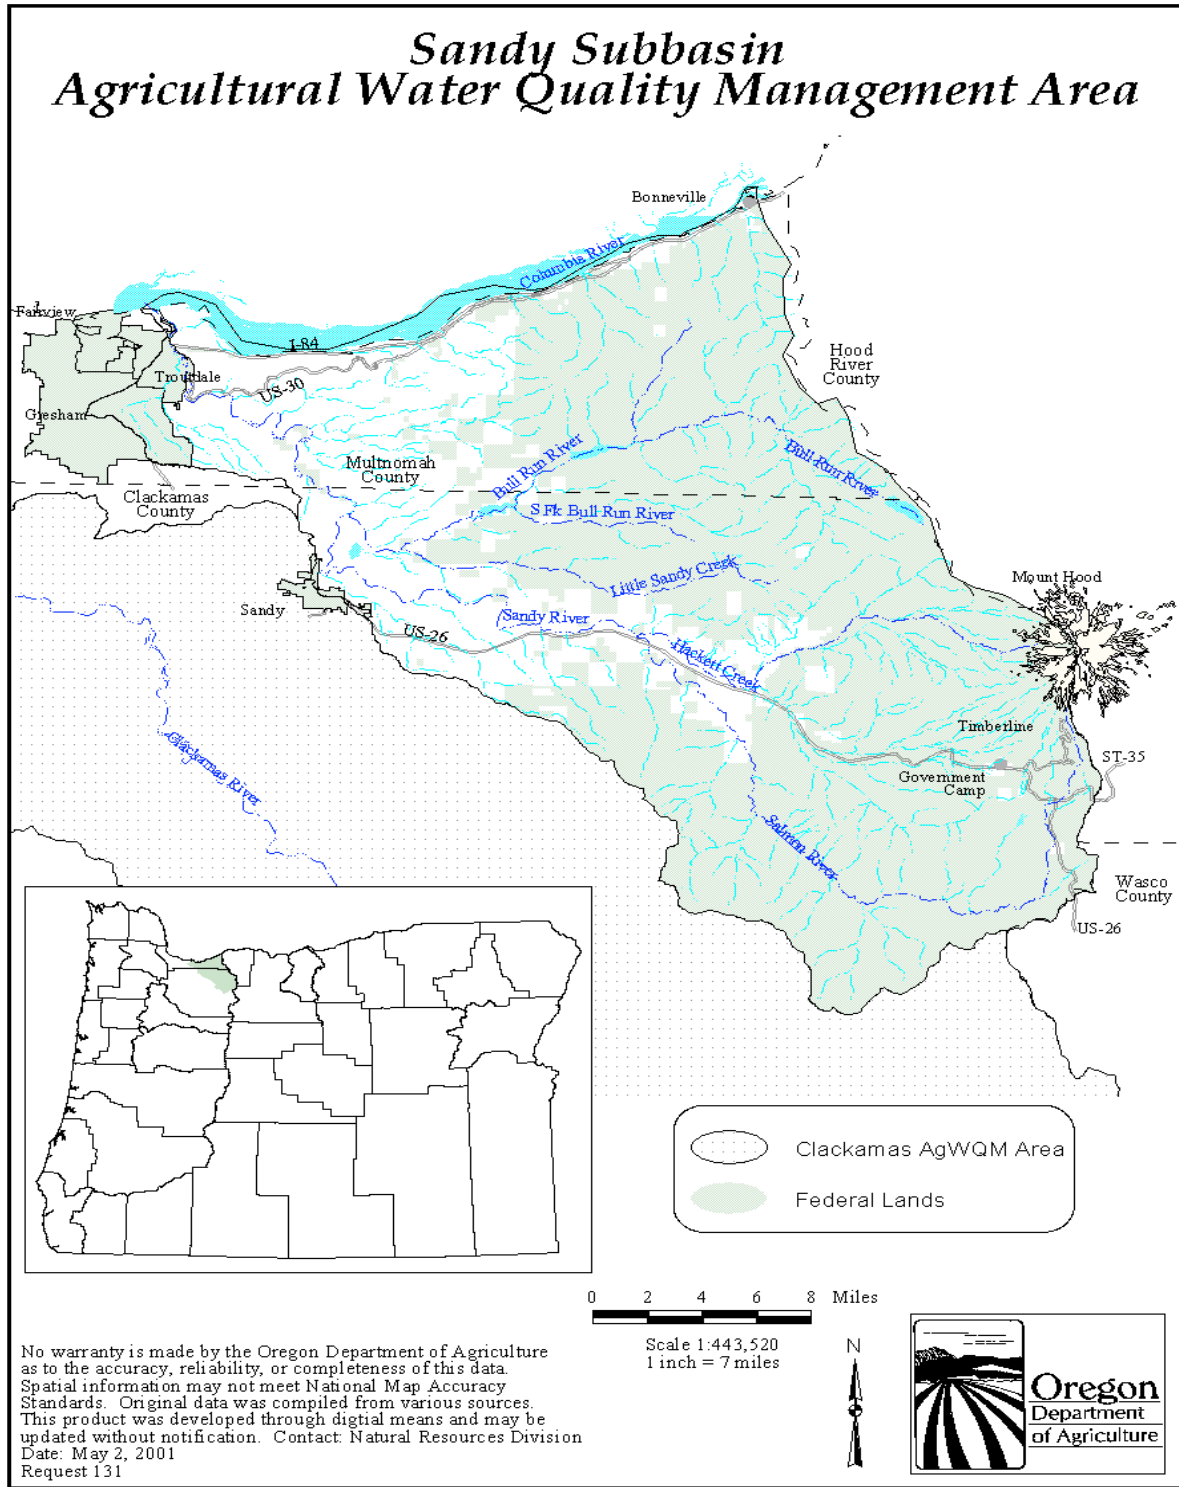 Sandy Subbasin
Agricultural Water Quality Management Area
Bonneville
Columbia River
Fairview
I-84
Hood
River
County
Troutdale
US-30
Gresham
Multnomah
County
Bull Run River
Bull Run River
Clackamas
County
S Fk Bull Run River
Little Sandy Creek
Mount Hood
Sandy
Sandy River
US-26
Hackett Creek
Timberline
Clackamas River
ST-35
Government
Camp
Salmon River
Wasco
County
US-26
Clackamas AgWQM Area
Federal Lands
0 2 4 6 8 Miles
Scale 1:443,520
1 inch = 7 miles
N
No warranty is made by the Oregon Department of Agriculture
as to the accuracy, reliability, or completeness of this data.
Spatial information may not meet National Map Accuracy
Standards. Original data was compiled from various sources.
This product was developed through digtial means and may be
updated without notification. Contact: Natural Resources Division
Date: May 2, 2001
Request 131
Oregon
Department
of Agriculture